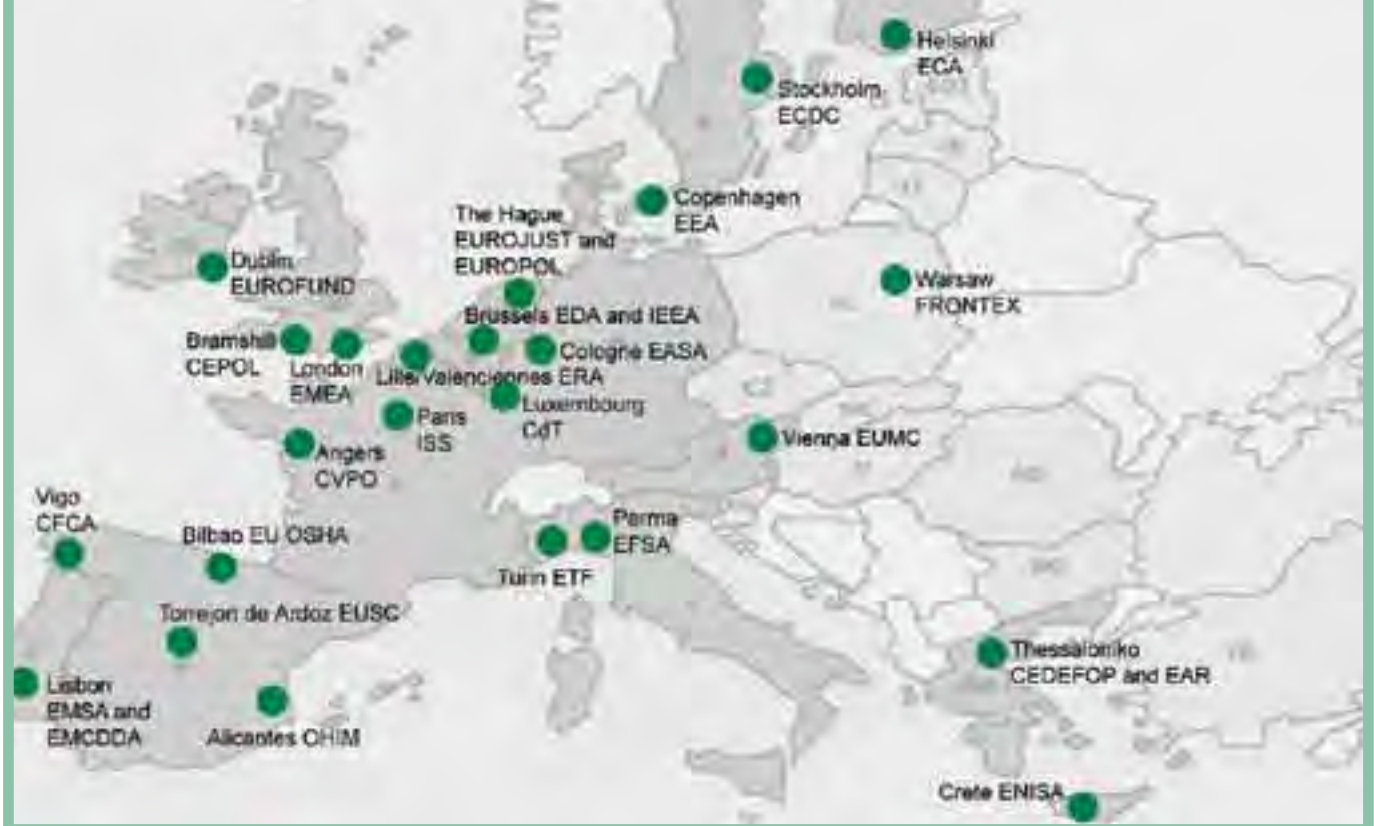 Helsinki
ECA
Stockholm
ECDC
Copenhagen
EEA
The Hague
EUROJUST and
EUROPOL
Dublin
EUROFUND
Warsaw
FRONTEX
Brussels EDA and IEEA
Bramshill
CEPOL
London
EMEA
Cologne EASA
Lille/Valenciennes ERA
Luxembourg
CdT
Paris
ISS
Angers
CVPO
Vienna EUMC
Vigo
CFCA
Bilbao EU OSHA
Parma
EFSA
Turin ETF
Torrejon de Ardoz EUSC
Thessaloniko
CEDEFOP and EAR
Lisbon
EMSA and
EMCDDA
Alicantes OHIM
Crete ENISA